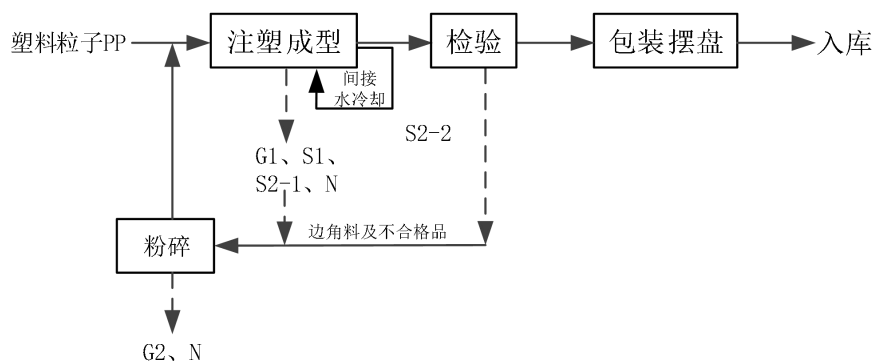 塑料粒子PP
注塑成型
检验
包装摆盘
入库
间接
水冷却
G1、S1、
S2-1、N
S2-2
边角料及不合格品
粉碎
G2、N